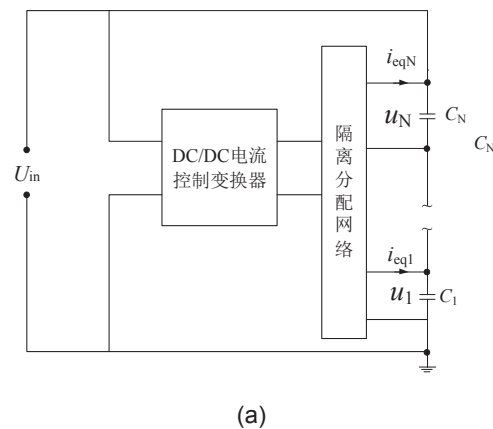 i_eqN
u_N
C_N
C_N
DC/DC电流
控制变换器
隔离分配网络
U_in
i_eq1
u_1
C_1
(a)